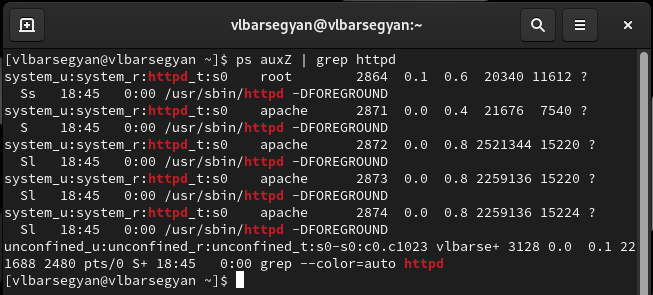 vlbarsegyan@vlbarsegyan:~
[vlbarsegyan@vlbarsegyan ~]$ ps auxZ | grep httpd
system_u:system_r:httpd_t:s0    root        2864  0.1  0.6  20340 11612 ?
  Ss   18:45   0:00 /usr/sbin/httpd -DFOREGROUND
system_u:system_r:httpd_t:s0    apache      2871  0.0  0.4  21676  7540 ?
  S    18:45   0:00 /usr/sbin/httpd -DFOREGROUND
system_u:system_r:httpd_t:s0    apache      2872  0.0  0.8 2521344 15220 ?
  Sl   18:45   0:00 /usr/sbin/httpd -DFOREGROUND
system_u:system_r:httpd_t:s0    apache      2873  0.0  0.8 2259136 15220 ?
  Sl   18:45   0:00 /usr/sbin/httpd -DFOREGROUND
system_u:system_r:httpd_t:s0    apache      2874  0.0  0.8 2259136 15224 ?
  Sl   18:45   0:00 /usr/sbin/httpd -DFOREGROUND
unconfined_u:unconfined_r:unconfined_t:s0-s0:c0.c1023 vlbarse+ 3128 0.0  0.1 22
1688 2480 pts/0 S+ 18:45   0:00 grep --color=auto httpd
[vlbarsegyan@vlbarsegyan ~]$